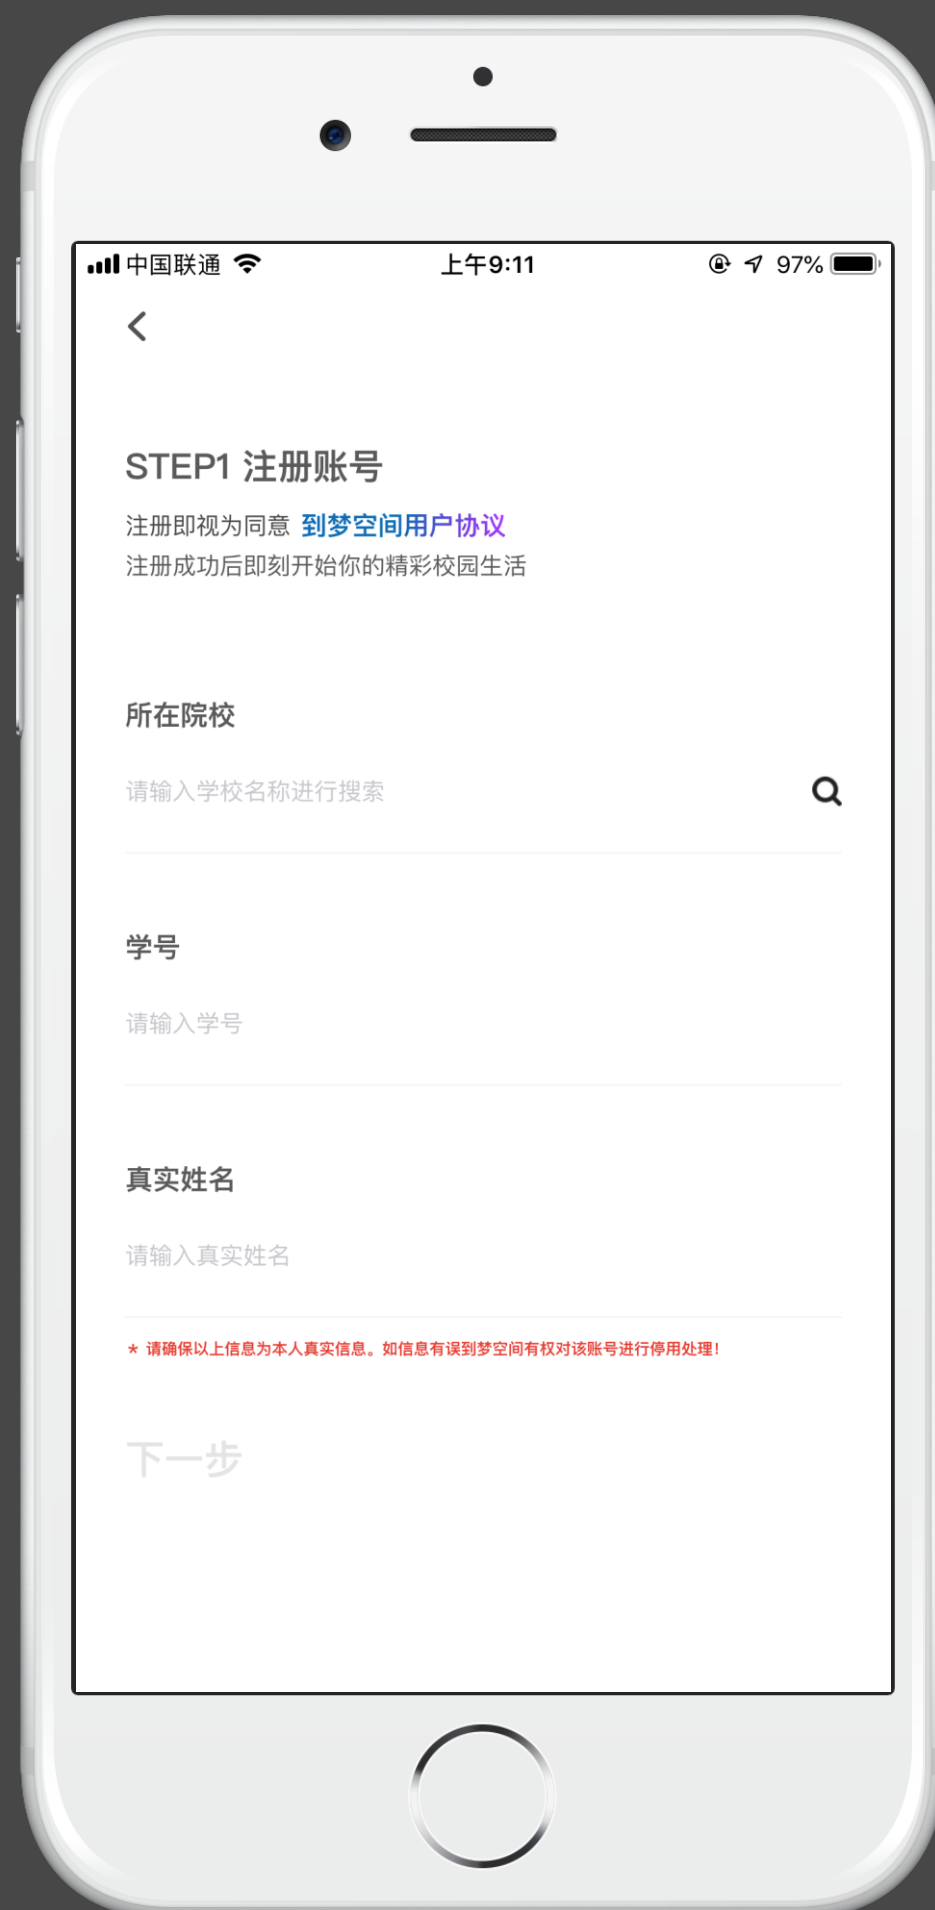 中国联通 上午9:11 97%
STEP1 注册账号
注册即视为同意 到梦空间用户协议
注册成功后即刻开始你的精彩校园生活
所在院校
请输入学校名称进行搜索
学号
请输入学号
真实姓名
请输入真实姓名
* 请确保以上信息为本人真实信息。如信息有误到梦空间有权对该账号进行停用处理！
下一步